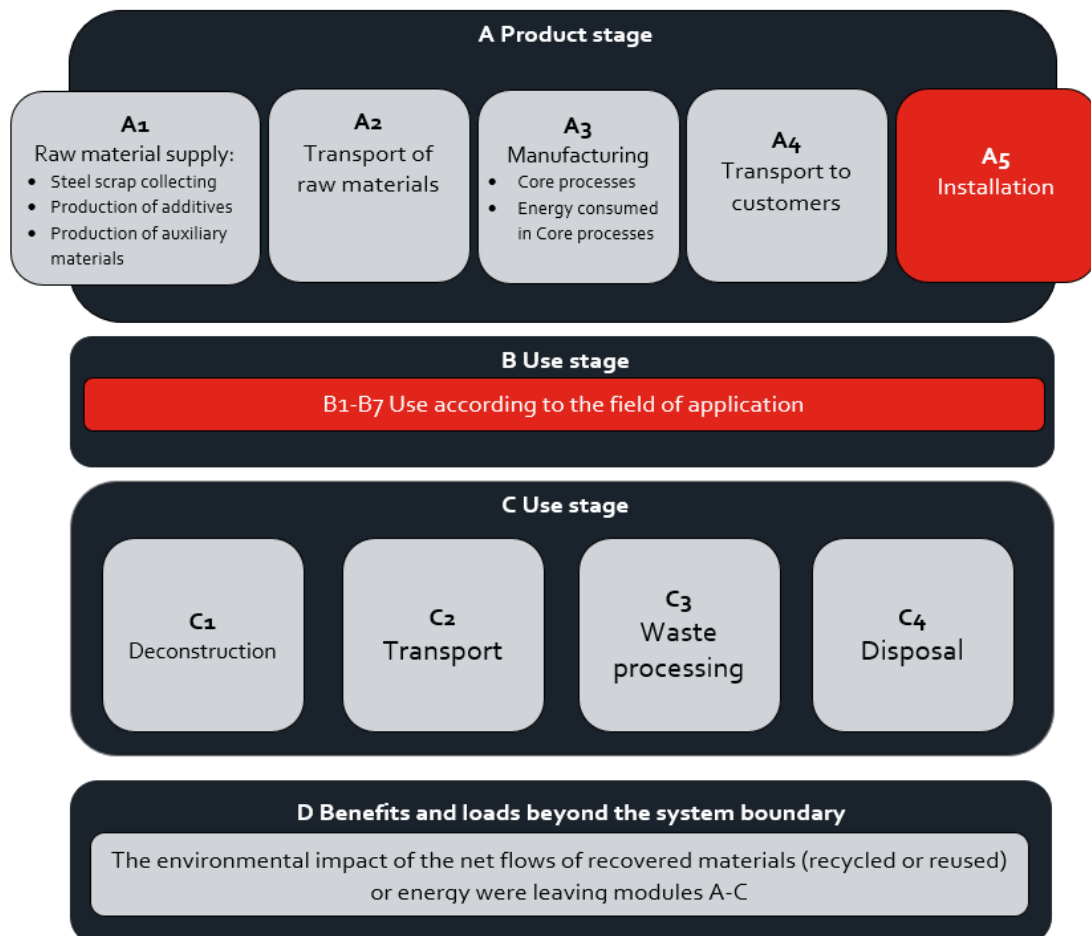 A Product stage
A1
Raw material supply:
• Steel scrap collecting
• Production of additives
• Production of auxiliary
materials
A2
Transport of
raw materials
A3
Manufacturing
• Core processes
• Energy consumed
in Core processes
A4
Transport to
customers
A5
Installation
B Use stage
B1-B7 Use according to the field of application
C Use stage
C1
Deconstruction
C2
Transport
C3
Waste
processing
C4
Disposal
D Benefits and loads beyond the system boundary
The environmental impact of the net flows of recovered materials (recycled or reused)
or energy were leaving modules A-C